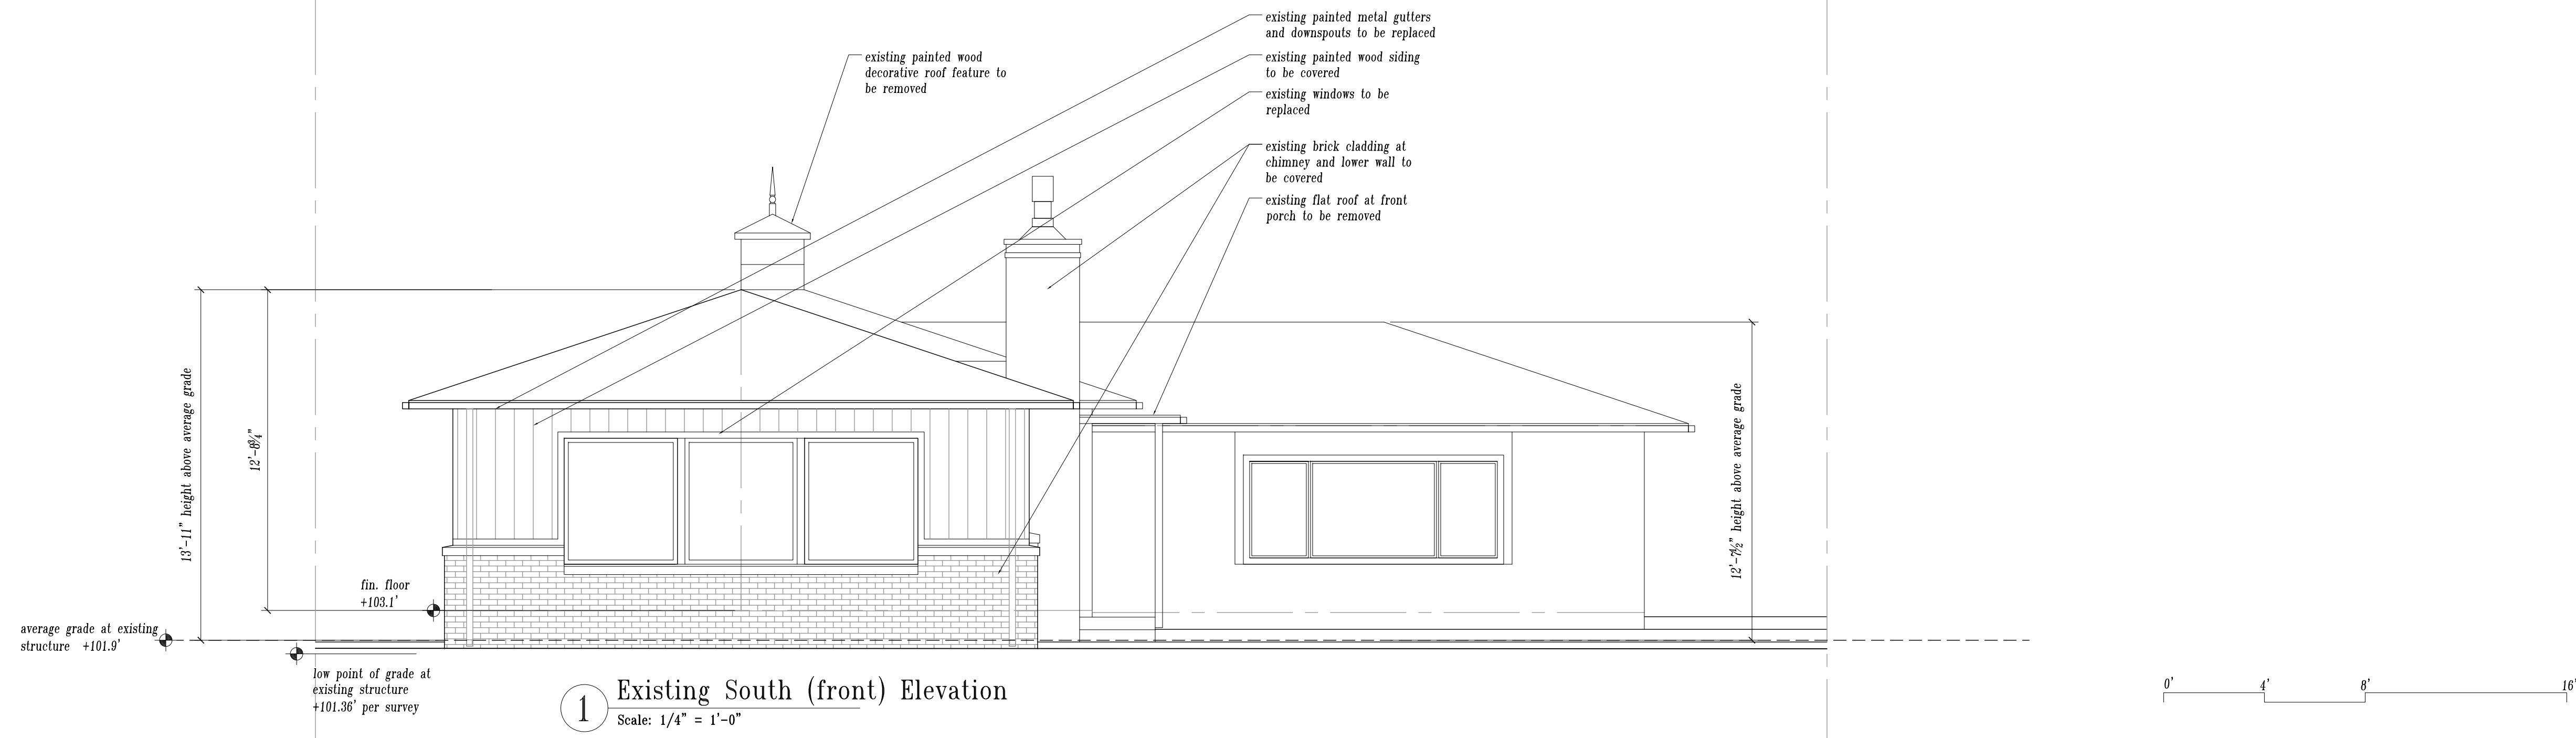 existing painted metal gutters
and downspouts to be replaced
existing painted wood
decorative roof feature to
be removed
existing painted wood siding
to be covered
existing windows to be
replaced
existing brick cladding at
chimney and lower wall to
be covered
existing flat roof at front
porch to be removed
13'-11" height above average grade
12'-8¾"
12'-7½" height above average grade
fin. floor
+103.1'
average grade at existing
structure +101.9'
low point of grade at
existing structure
+101.36' per survey
1
Existing South (front) Elevation
Scale: 1/4" = 1'-0"
0' 4' 8' 16'